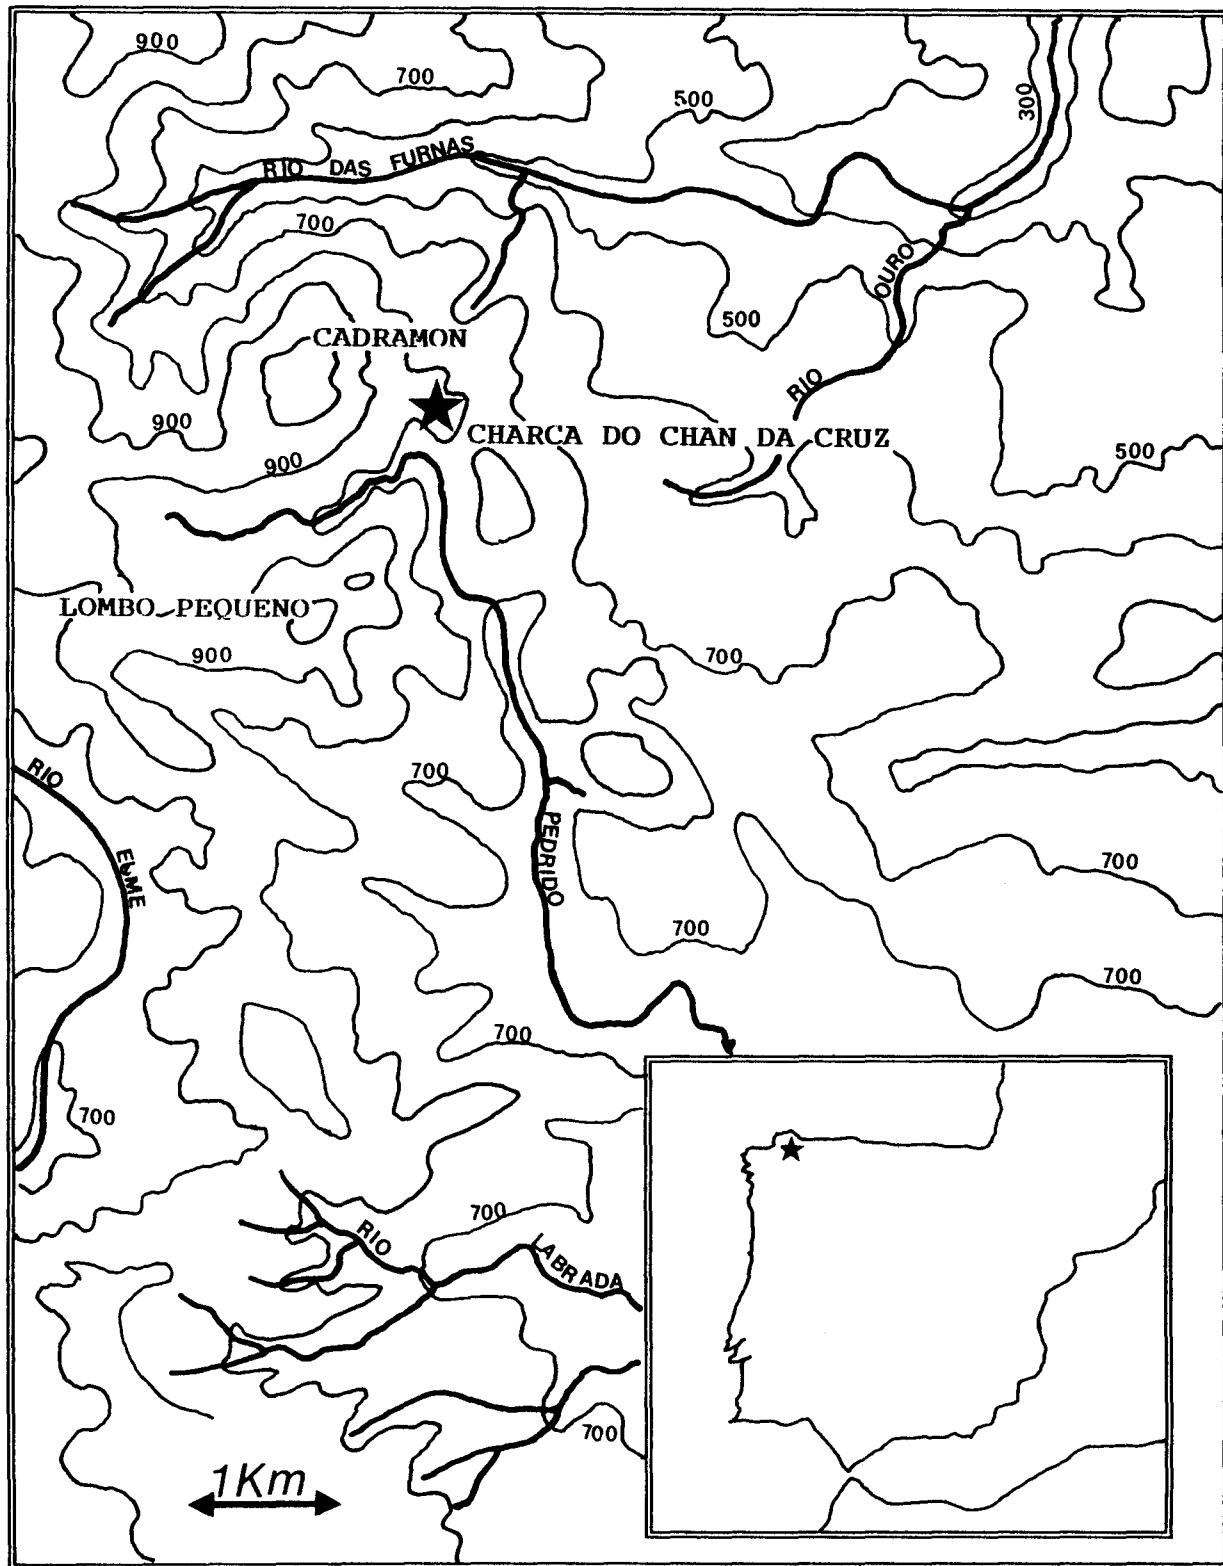 900
700
500
300
RIO DAS FURNAS
700
OURO
500
CADRAMON
RIO
900
CHARCA DO CHAN DA CRUZ
900
500
LOMBO PEQUENO
900
700
RIO
700
PEDRIDO
EUME
700
700
700
700
700
700
RIO
LABRADA
700
1Km